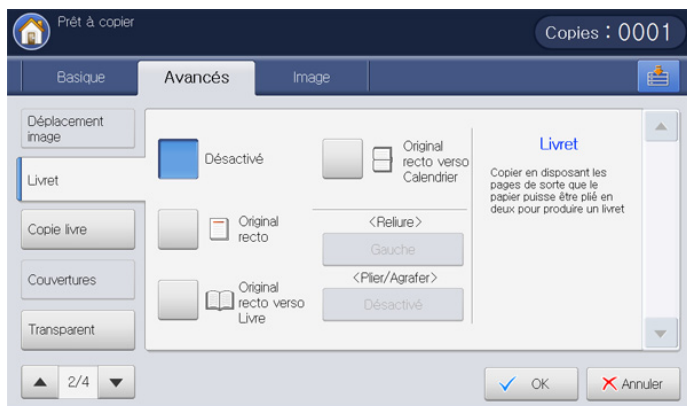 Prêt à copier
Copies : 0001
Basique
Avancés
Image
Déplacement
image
Livret
Copie livre
Couvertures
Transparent
2/4
Désactivé
Original
recto
Original
recto verso
Livre
Original
recto verso
Calendrier
<Reliure>
Gauche
<Plier/Agrafer>
Désactivé
Livret
Copier en disposant les
pages de sorte que le
papier puisse être plié en
deux pour produire un livret
OK
Annuler